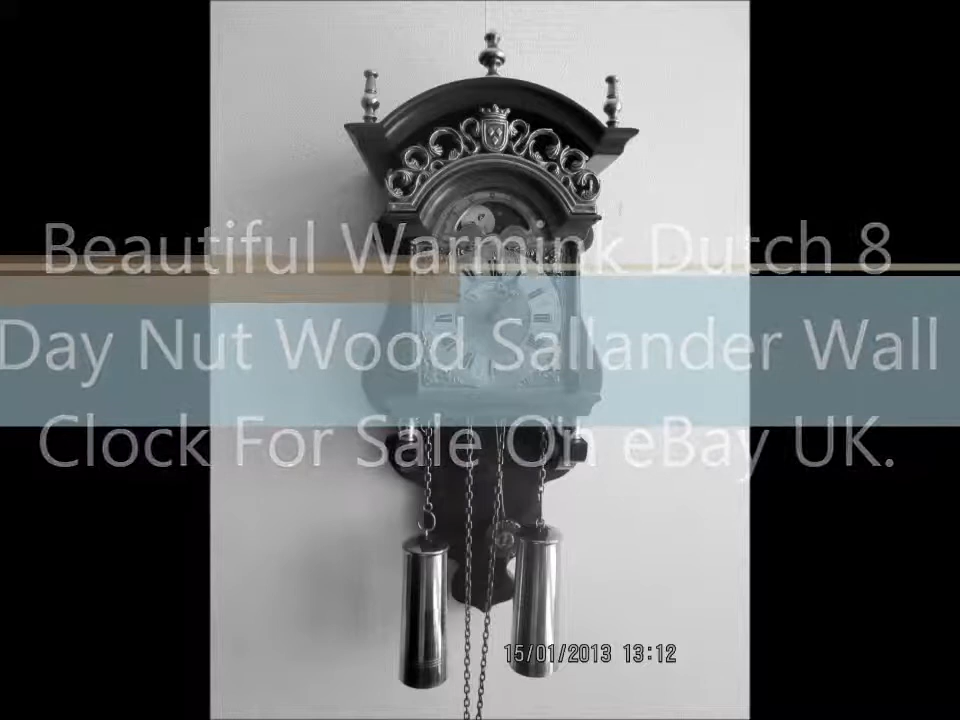 Beautiful Warmink Dutch 8
Day Nut Wood Sallander Wall
Clock For Sale On eBay UK.
15/01/2013 13:12